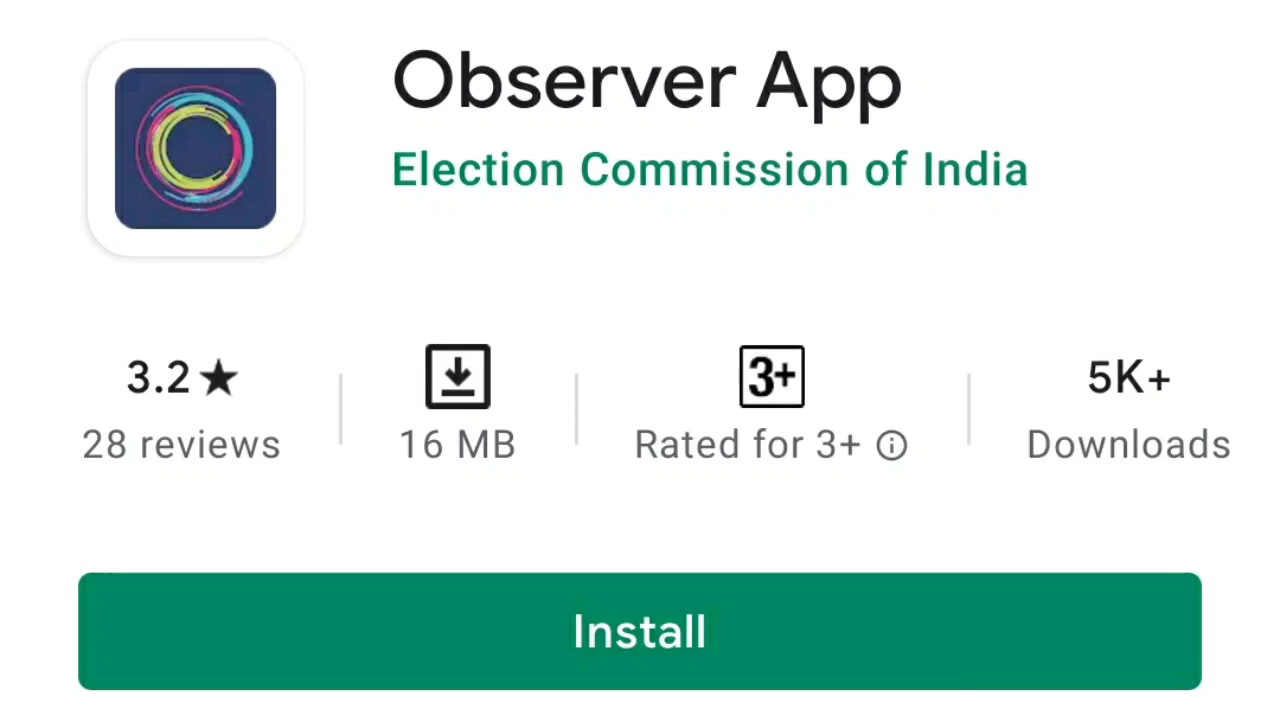 Observer App
Election Commission of India
3.2★
3+
5K+
28 reviews
16 MB
Rated for 3+
Downloads
Install